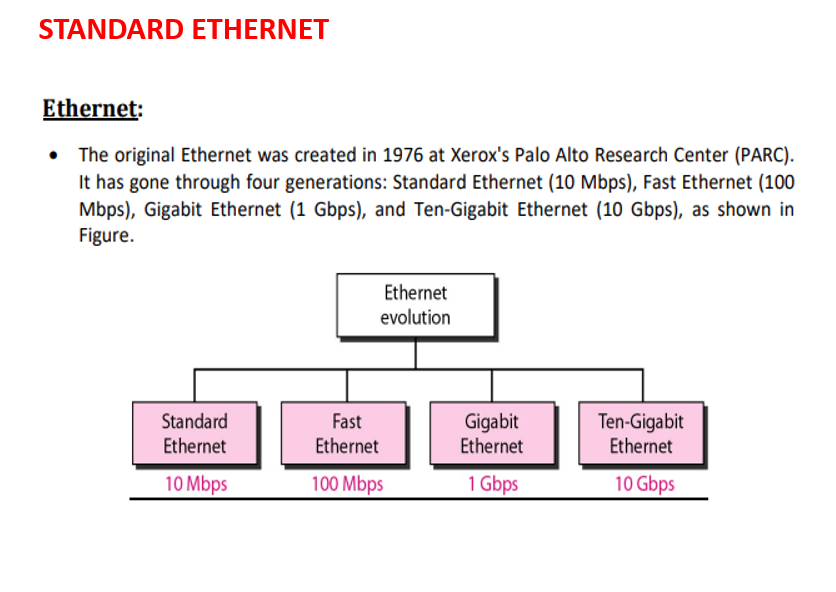 STANDARD ETHERNET
Ethernet:
• The original Ethernet was created in 1976 at Xerox's Palo Alto Research Center (PARC).
It has gone through four generations: Standard Ethernet (10 Mbps), Fast Ethernet (100
Mbps), Gigabit Ethernet (1 Gbps), and Ten-Gigabit Ethernet (10 Gbps), as shown in
Figure.
Ethernet
evolution
Standard
Ethernet
10 Mbps
Fast
Ethernet
100 Mbps
Gigabit
Ethernet
1 Gbps
Ten-Gigabit
Ethernet
10 Gbps